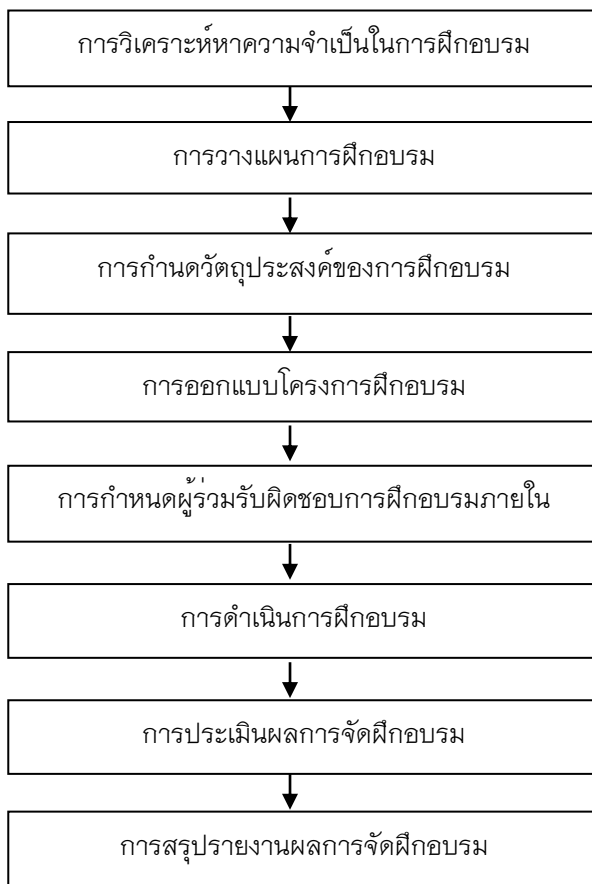 การวิเคราะห์หาความจำเป็นในการฝึกอบรม
การวางแผนการฝึกอบรม
การกำนดวัตถุประสงค์ของการฝึกอบรม
การออกแบบโครงการฝึกอบรม
การกำหนดผู้ร่วมรับผิดชอบการฝึกอบรมภายใน
การดำเนินการฝึกอบรม
การประเมินผลการจัดฝึกอบรม
การสรุปรายงานผลการจัดฝึกอบรม